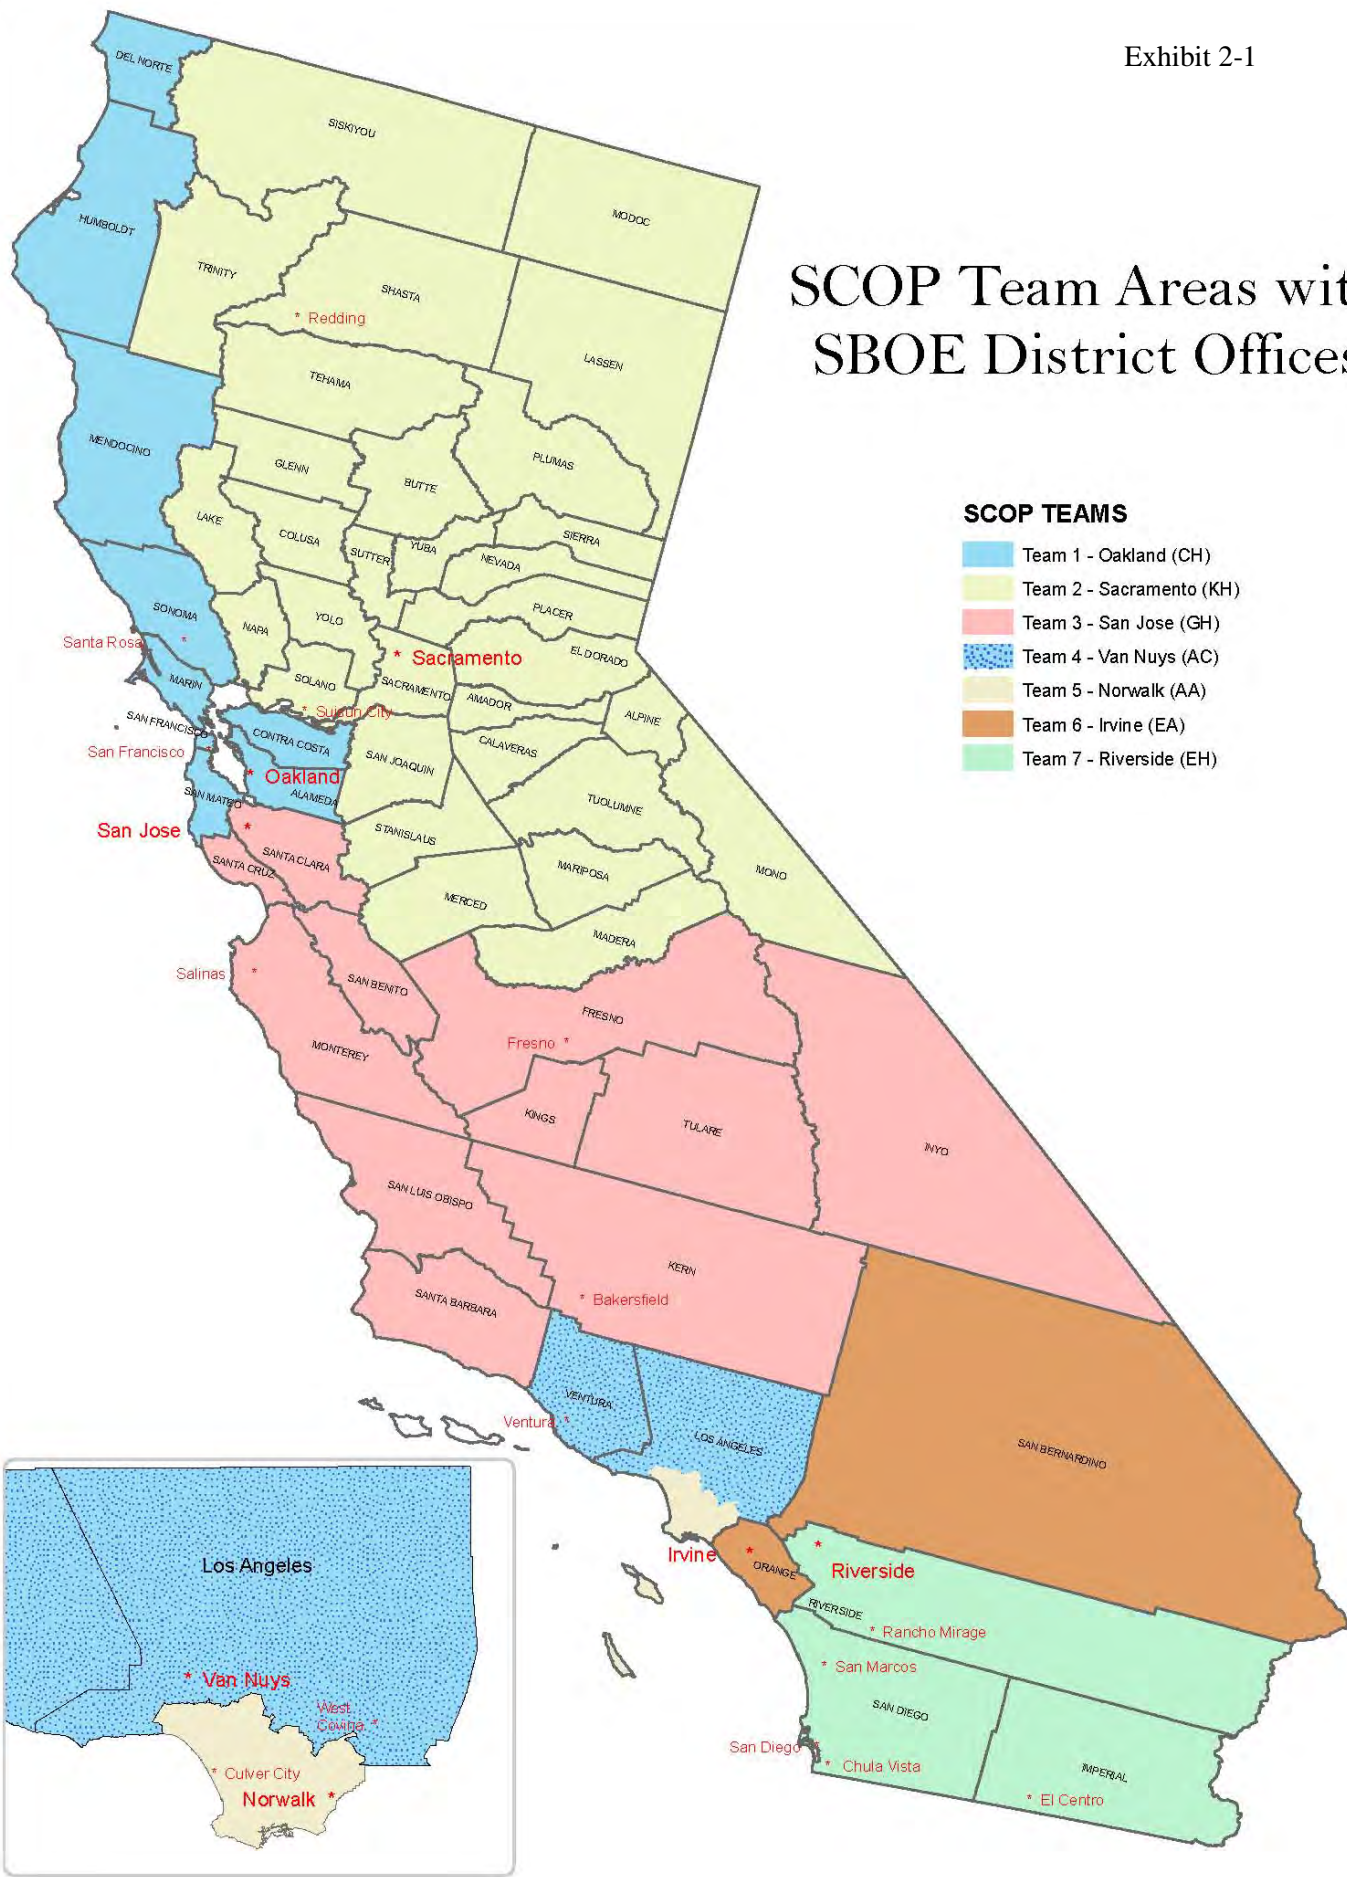 Exhibit 2-1
SCOP Team Areas wit
SBOE District Offices
SCOP TEAMS
Team 1 - Oakland (CH)
Team 2 - Sacramento (KH)
Team 3 - San Jose (GH)
Team 4 - Van Nuys (AC)
Team 5 - Norwalk (AA)
Team 6 - Irvine (EA)
Team 7 - Riverside (EH)
DEL NORTE
SISKIYOU
MODOC
HUMBOLDT
TRINITY
SHASTA
* Redding
LASSEN
TEHAMA
MENDOCINO
GLENN
BUTTE
PLUMAS
LAKE
COLUSA
SUTTER
YUBA
SIERRA
NEVADA
SONOMA
NAPA
YOLO
PLACER
Santa Rosa *
* Sacramento
EL DORADO
MARIN
SOLANO
SACRAMENTO
AMADOR
* Suisun City
ALPINE
SAN FRANCISCO
CONTRA COSTA
CALAVERAS
San Francisco *
SAN JOAQUIN
* Oakland
SAN MATEO
ALAMEDA
TUOLUMNE
San Jose *
STANISLAUS
SANTA CLARA
SANTA CRUZ
MARIPOSA
MONO
MERCED
MADERA
Salinas *
SAN BENITO
FRESNO
Fresno *
MONTEREY
KINGS
TULARE
INYO
SAN LUIS OBISPO
KERN
SANTA BARBARA
* Bakersfield
VENTURA
Ventura *
LOS ANGELES
SAN BERNARDINO
Irvine *
ORANGE
* Riverside
RIVERSIDE
* Rancho Mirage
* San Marcos
SAN DIEGO
San Diego *
* Chula Vista
IMPERIAL
* El Centro
Los Angeles
* Van Nuys
West
Covina *
* Culver City
Norwalk *